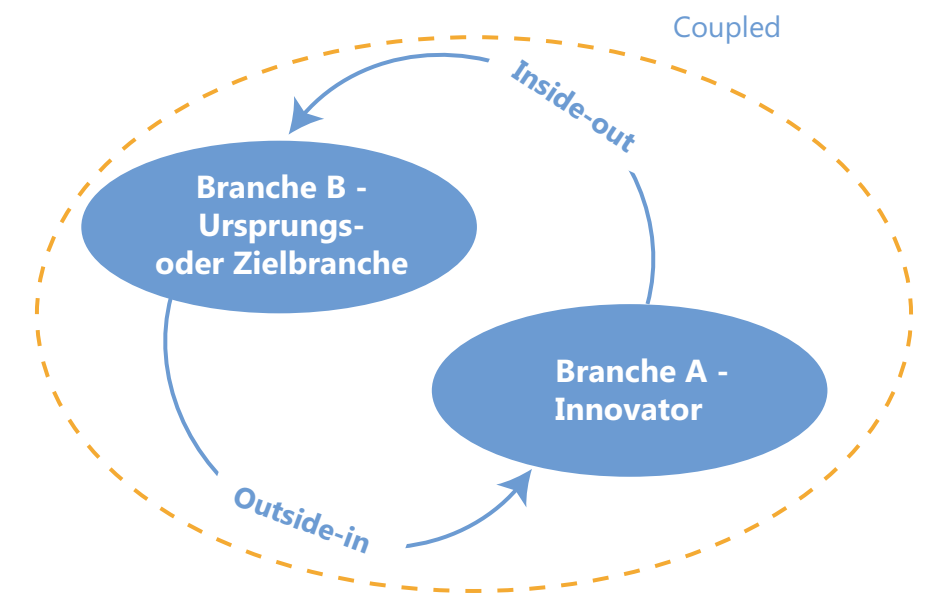 Coupled
Inside-out
Branche B -
Ursprungs-
oder Zielbranche
Branche A -
Innovator
Outside-in